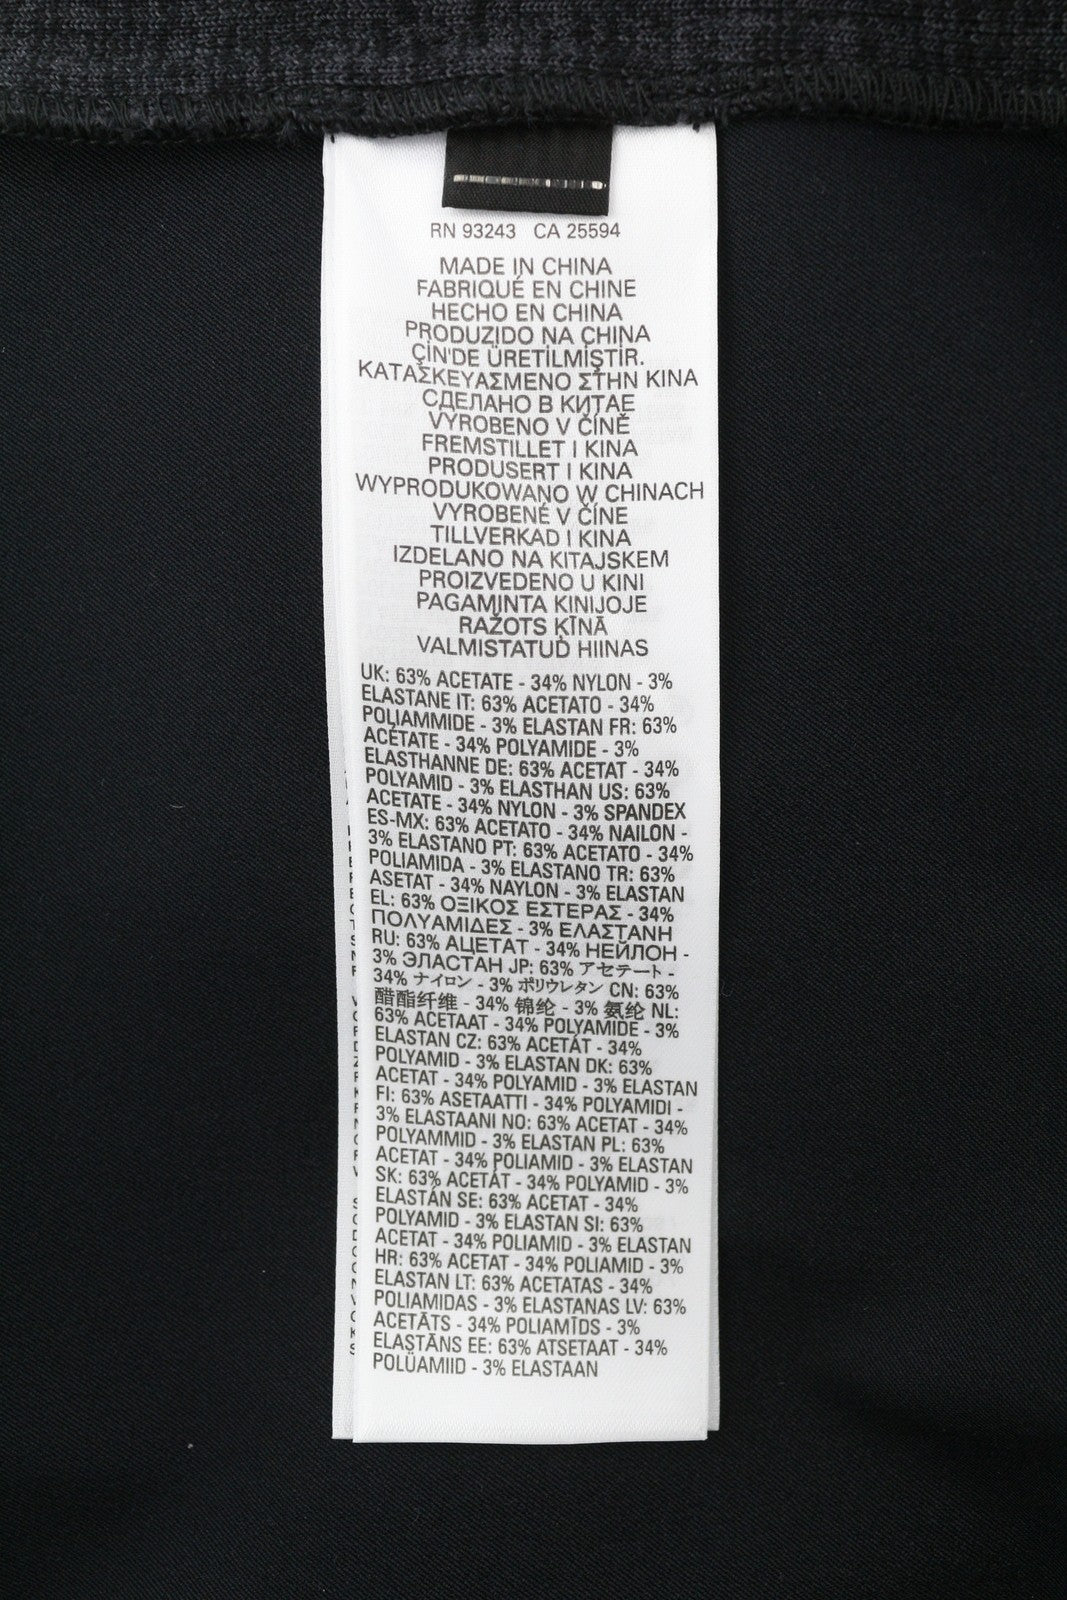 RN 93243 CA 25594
MADE IN CHINA
FABRIQUÉ EN CHINE
HECHO EN CHINA
PRODUZIDO NA CHINA
ÇİN'DE ÜRETİLMİŞTİR.
ΚΑΤΑΣΚΕΥΑΣΜΕΝΟ ΣΤΗΝ ΚΙΝΑ
СДЕЛАНО В КИТАЕ
VYROBENO V ČÍNĚ
FREMSTILLET I KINA
PRODUSERT I KINA
WYPRODUKOWANO W CHINACH
VYROBENÉ V ČÍNE
TILLVERKAD I KINA
IZDELANO NA KITAJSKEM
PROIZVEDENO U KINI
PAGAMINTA KINIJOJE
RAŽOTS ĶĪNĀ
VALMISTATUD HIINAS
UK: 63% ACETATE - 34% NYLON - 3%
ELASTANE IT: 63% ACETATO - 34%
POLIAMMIDE - 3% ELASTAN FR: 63%
ACÉTATE - 34% POLYAMIDE - 3%
ELASTHANNE DE: 63% ACETAT - 34%
POLYAMID - 3% ELASTHAN US: 63%
ACETATE - 34% NYLON - 3% SPANDEX
ES-MX: 63% ACETATO - 34% NAILON -
3% ELASTANO PT: 63% ACETATO - 34%
POLIAMIDA - 3% ELASTANO TR: 63%
ASETAT - 34% NAYLON - 3% ELASTAN
EL: 63% ΟΞΙΚΟΣ ΕΣΤΕΡΑΣ - 34%
ΠΟΛΥΑΜΙΔΕΣ - 3% ΕΛΑΣΤΑΝΗ
RU: 63% АЦЕТАТ - 34% НЕЙЛОН -
3% ЭЛАСТАН JP: 63% アセテート -
34% ナイロン - 3% ポリウレタン CN: 63%
醋酯纤维 - 34% 锦纶 - 3% 氨纶 NL:
63% ACETAAT - 34% POLYAMIDE - 3%
ELASTAN CZ: 63% ACETÁT - 34%
POLYAMID - 3% ELASTAN DK: 63%
ACETAT - 34% POLYAMID - 3% ELASTAN
FI: 63% ASETAATTI - 34% POLYAMIDI -
3% ELASTAANI NO: 63% ACETAT - 34%
POLYAMMID - 3% ELASTAN PL: 63%
ACETAT - 34% POLIAMID - 3% ELASTAN
SK: 63% ACETÁT - 34% POLYAMID - 3%
ELASTÁN SE: 63% ACETAT - 34%
POLYAMID - 3% ELASTAN SI: 63%
ACETAT - 34% POLIAMID - 3% ELASTAN
HR: 63% ACETAT - 34% POLIAMID - 3%
ELASTAN LT: 63% ACETATAS - 34%
POLIAMIDAS - 3% ELASTANAS LV: 63%
ACETĀTS - 34% POLIAMĪDS - 3%
ELASTĀNS EE: 63% ATSETAAT - 34%
POLÜAMIID - 3% ELASTAAN